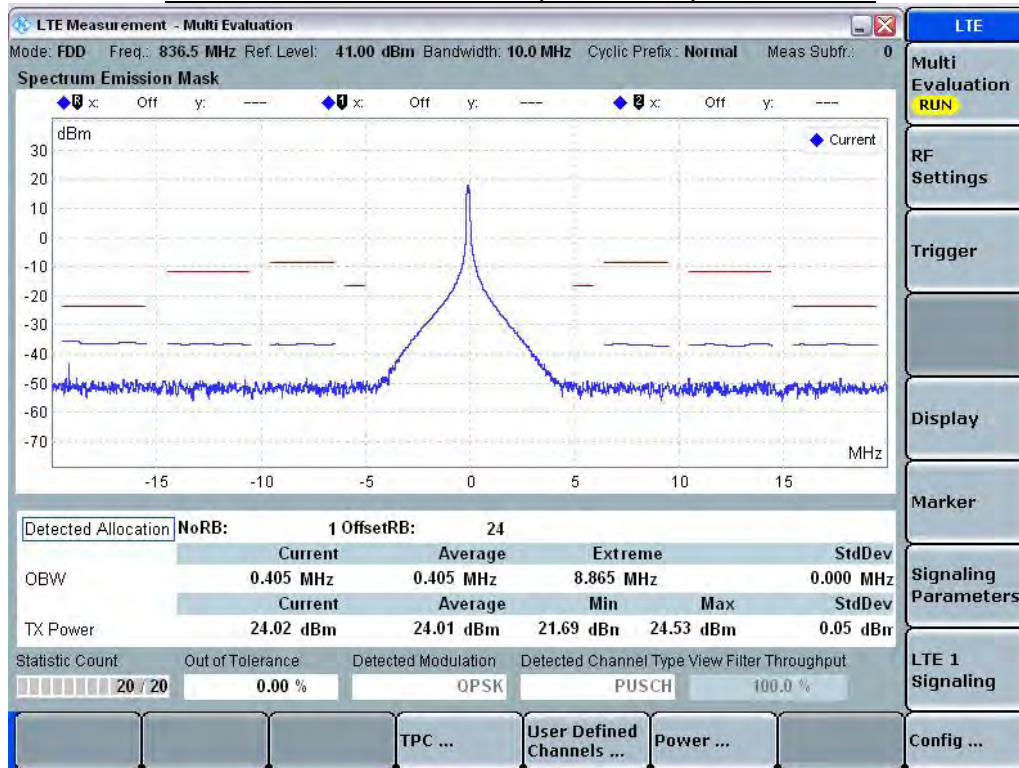 LTE Measurement - Multi Evaluation
LTE
Mode: FDD Freq.: 836.5 MHz Ref. Level: 41.00 dBm Bandwidth: 10.0 MHz Cyclic Prefix: Normal Meas Subfr.: 0
Spectrum Emission Mask
R x: Off y: --- 1 x: Off y: --- 2 x: Off y: ---
dBm
Current
30
20
10
0
-10
-20
-30
-40
-50
-60
-70
MHz
-15 -10 -5 0 5 10 15
Detected Allocation NoRB: 1 OffsetRB: 24
Current Average Extreme StdDev
OBW 0.405 MHz 0.405 MHz 8.865 MHz 0.000 MHz
Current Average Min Max StdDev
TX Power 24.02 dBm 24.01 dBm 21.69 dBm 24.53 dBm 0.05 dBm
Statistic Count Out of Tolerance Detected Modulation Detected Channel Type View Filter Throughput
20 / 20 0.00 % QPSK PUSCH 100.0 %
Multi
Evaluation
RUN
RF
Settings
Trigger
Display
Marker
Signaling
Parameters
LTE 1
Signaling
TPC ...
User Defined
Channels ...
Power ...
Config ...